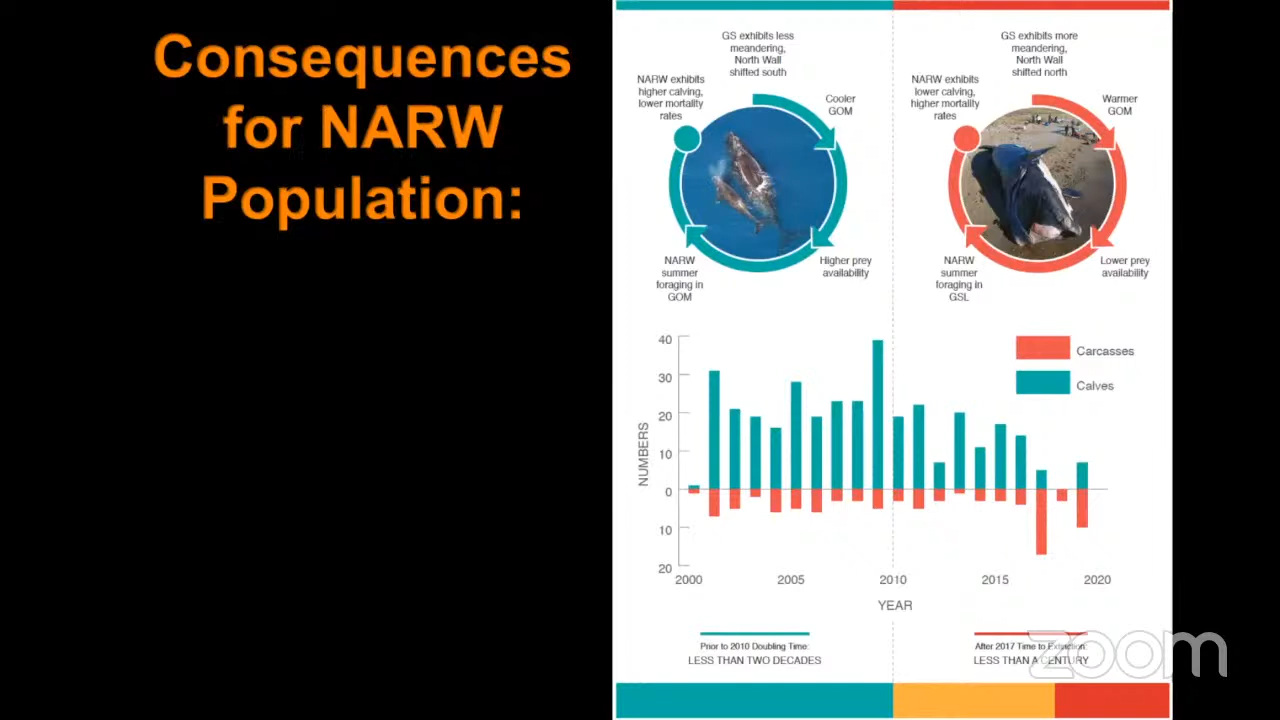 Consequences
for NARW
Population:
GS exhibits less
meandering,
North Wall
shifted south
NARW exhibits
higher calving,
lower mortality
rates
Cooler
GOM
NARW
summer
foraging in
GOM
Higher prey
availability
GS exhibits more
meandering,
North Wall
shifted north
NARW exhibits
lower calving,
higher mortality
rates
Warmer
GOM
NARW
summer
foraging in
GSL
Lower prey
availability
40
30
20
10
0
10
20
NUMBERS
Carcasses
Calves
2000 2005 2010 2015 2020
YEAR
Prior to 2010 Doubling Time:
LESS THAN TWO DECADES
After 2017 Time to Extinction:
LESS THAN A CENTURY
zoom